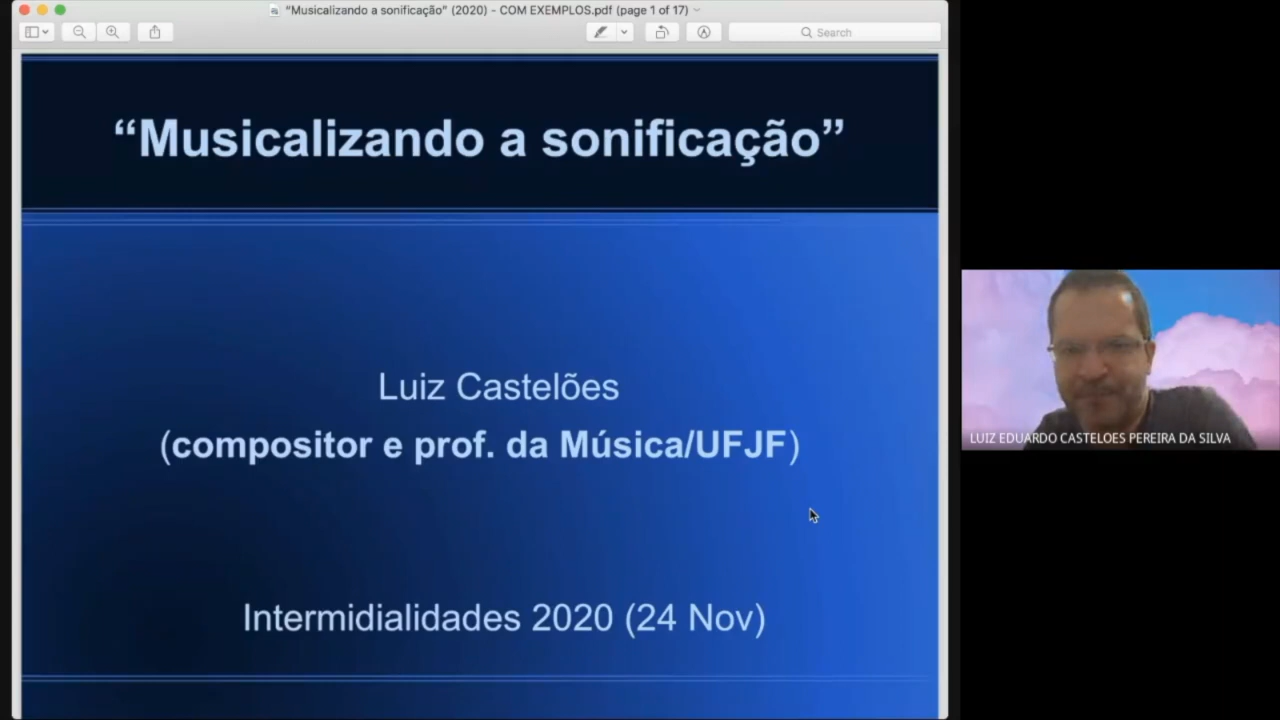 “Musicalizando a sonificação” (2020) - COM EXEMPLOS.pdf (page 1 of 17)
Search
“Musicalizando a sonificação”
Luiz Castelões
(compositor e prof. da Música/UFJF)
Intermidialidades 2020 (24 Nov)
LUIZ EDUARDO CASTELOES PEREIRA DA SILVA